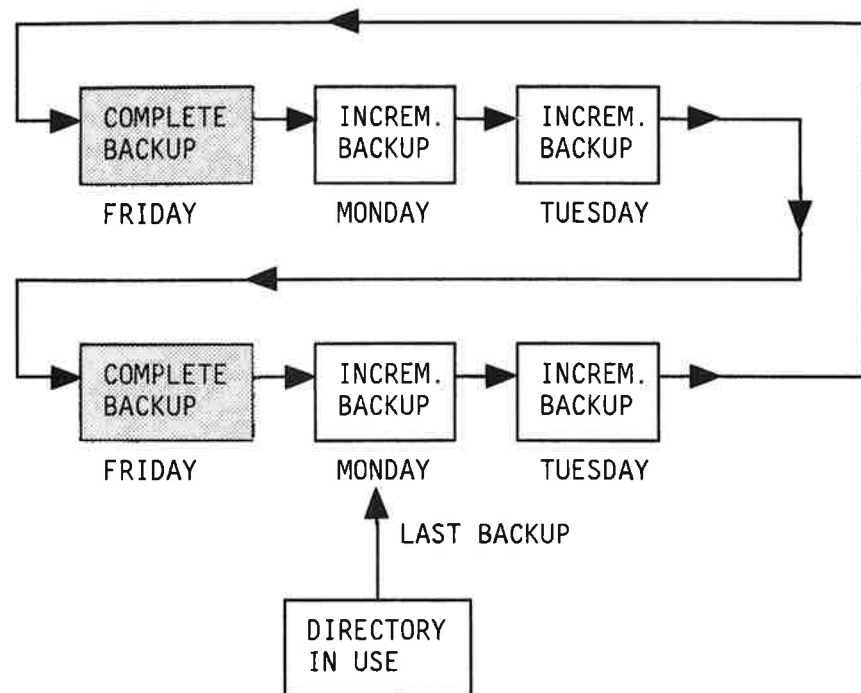 COMPLETE
BACKUP
INCREM.
BACKUP
INCREM.
BACKUP
FRIDAY
MONDAY
TUESDAY
COMPLETE
BACKUP
INCREM.
BACKUP
INCREM.
BACKUP
FRIDAY
MONDAY
TUESDAY
LAST BACKUP
DIRECTORY
IN USE